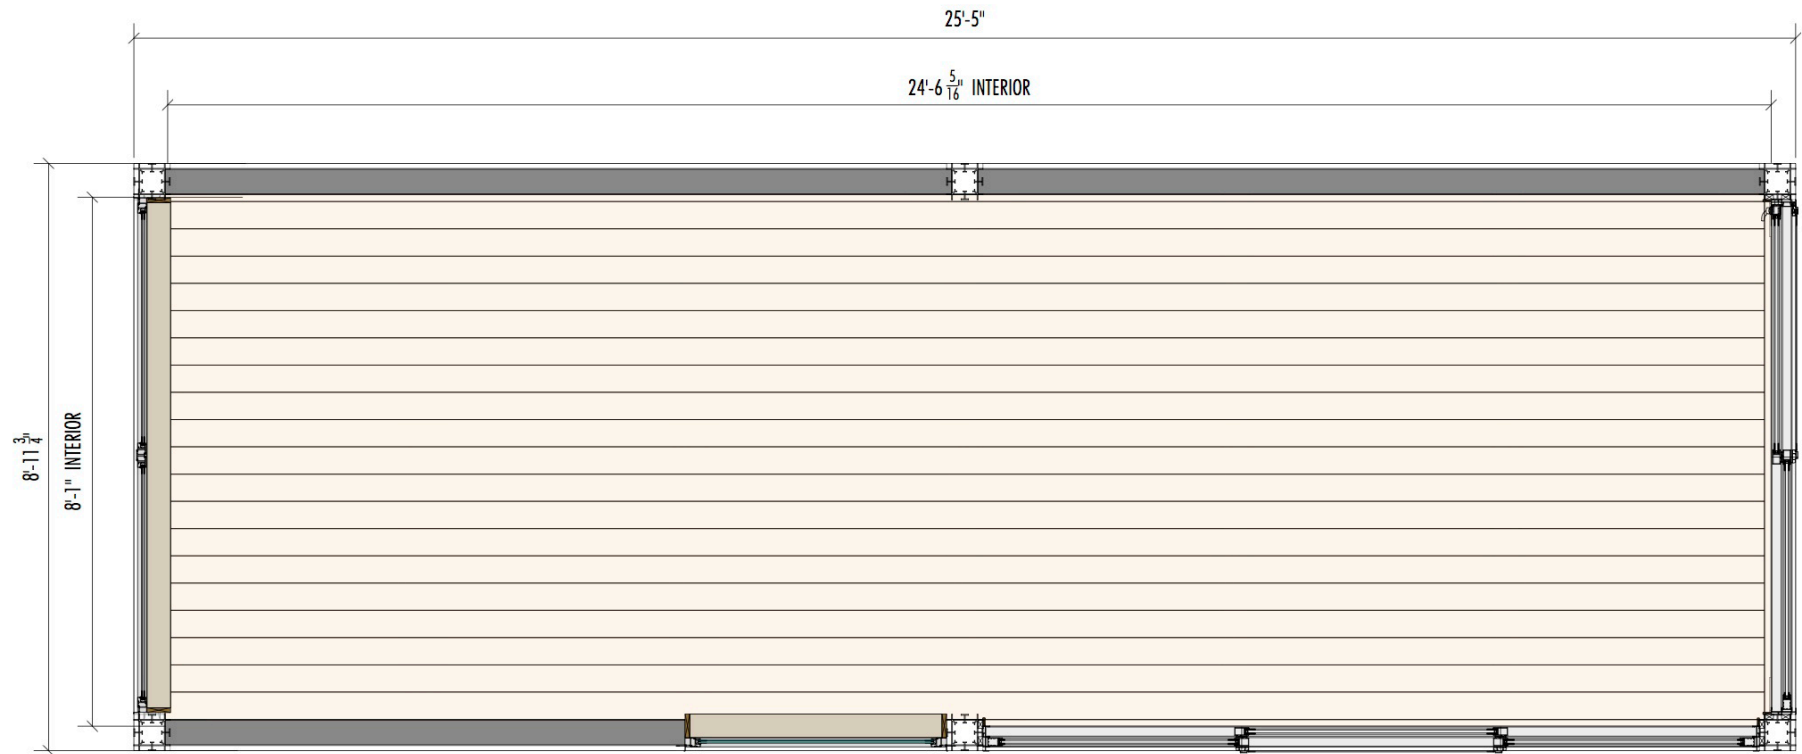 25'-5"
24'-6 5/16" INTERIOR
8'-11 3/4"
8'-1" INTERIOR